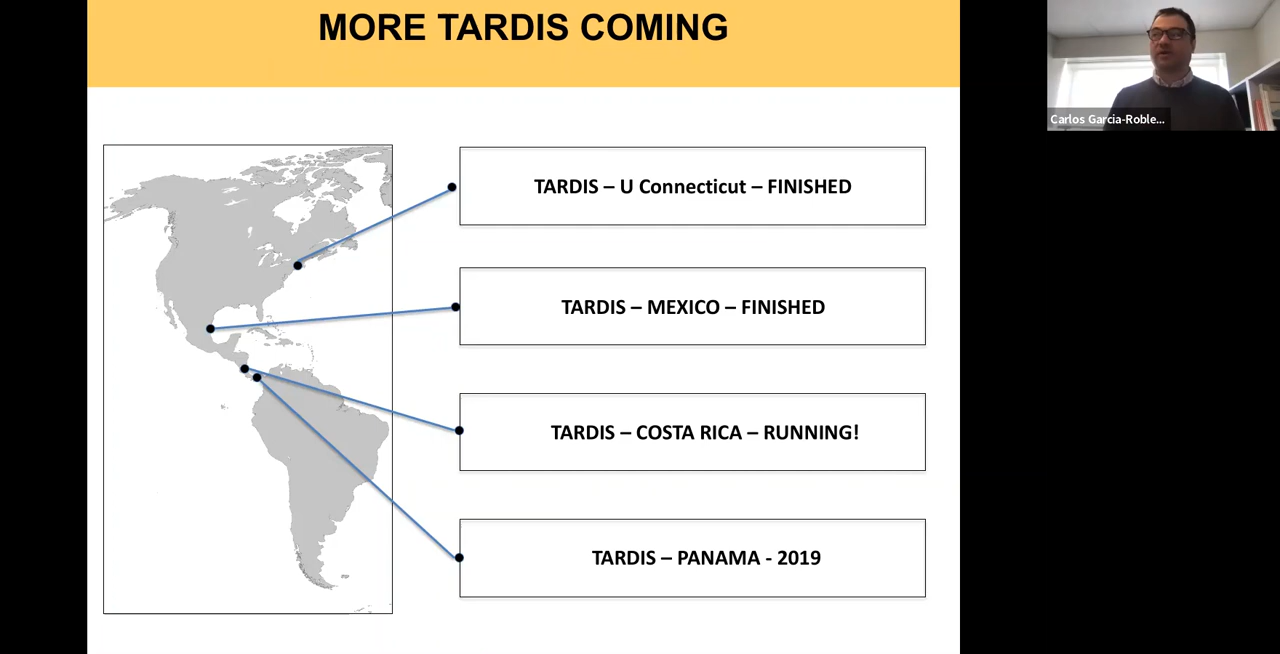 MORE TARDIS COMING
Carlos Garcia-Roble...
TARDIS – U Connecticut – FINISHED
TARDIS – MEXICO – FINISHED
TARDIS – COSTA RICA – RUNNING!
TARDIS – PANAMA - 2019